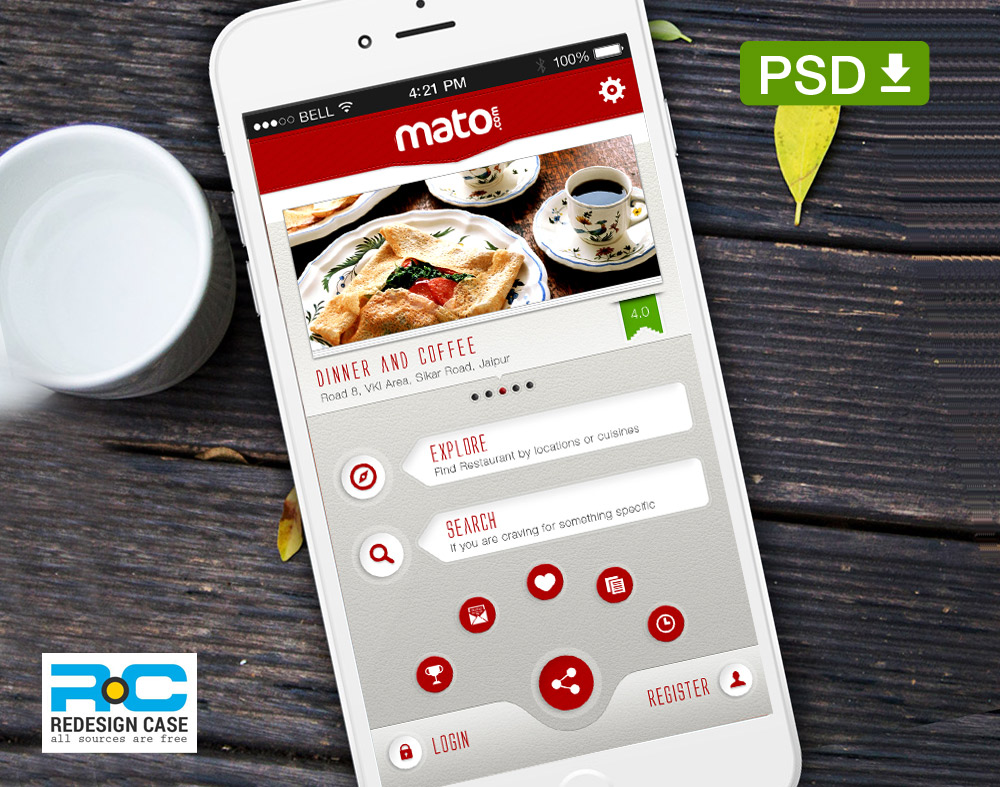 PSD
BELL 4:21 PM 100%
mato.com
4.0
DINNER AND COFFEE
Road 8, VKI Area, Sikar Road, Jaipur
EXPLORE
Find Restaurant by locations or cuisines
SEARCH
If you are craving for something specific
REGISTER
LOGIN
RC
REDESIGN CASE
all sources are free